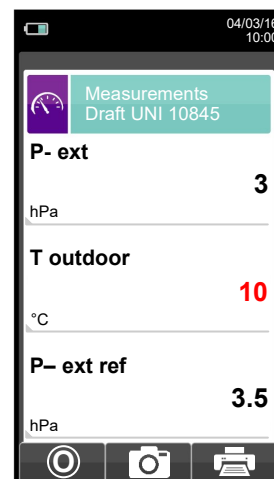 04/03/16
10:00
Measurements
Draft UNI 10845
P- ext
3
hPa
T outdoor
10
°C
P– ext ref
3.5
hPa